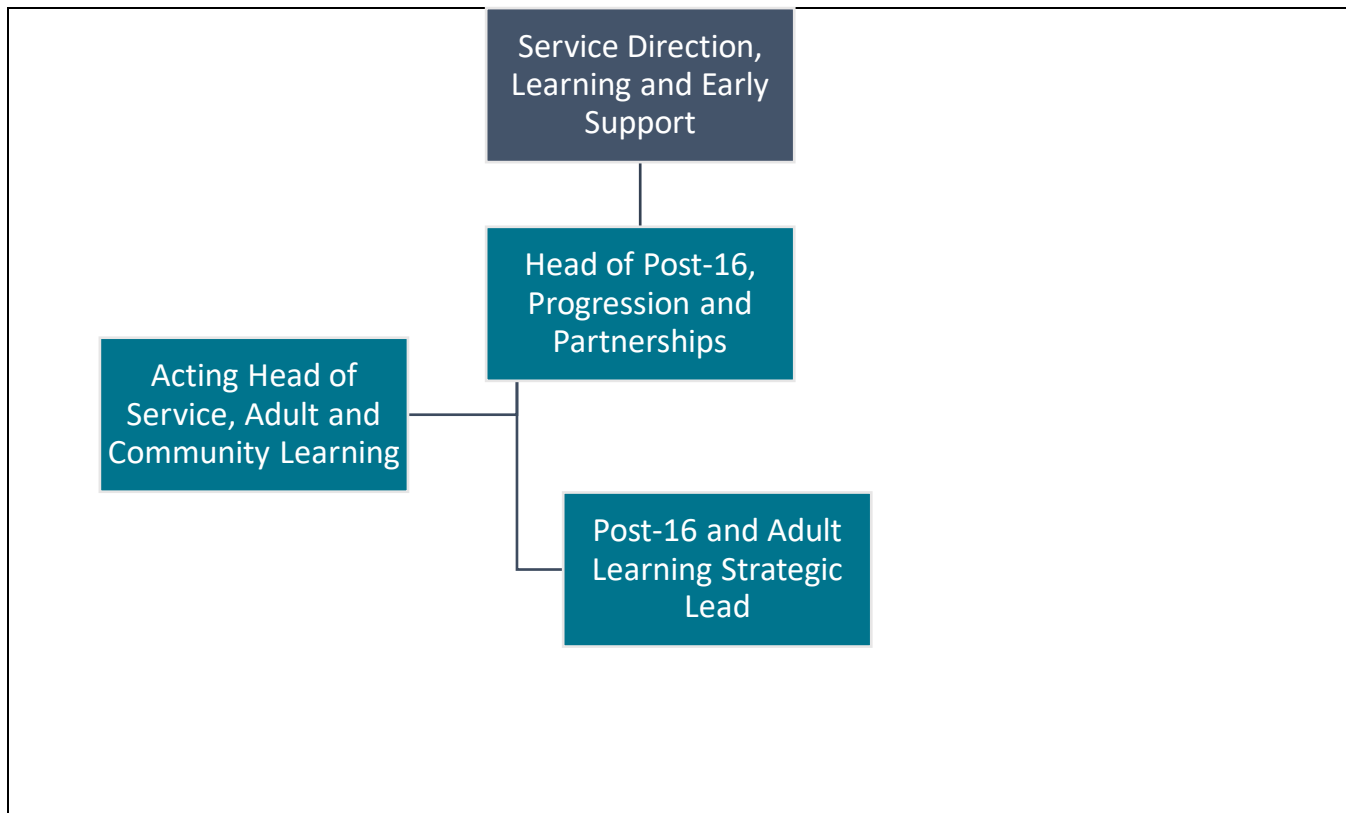 Service Direction,
Learning and Early
Support
Head of Post-16,
Progression and
Partnerships
Acting Head of
Service, Adult and
Community Learning
Post-16 and Adult
Learning Strategic
Lead